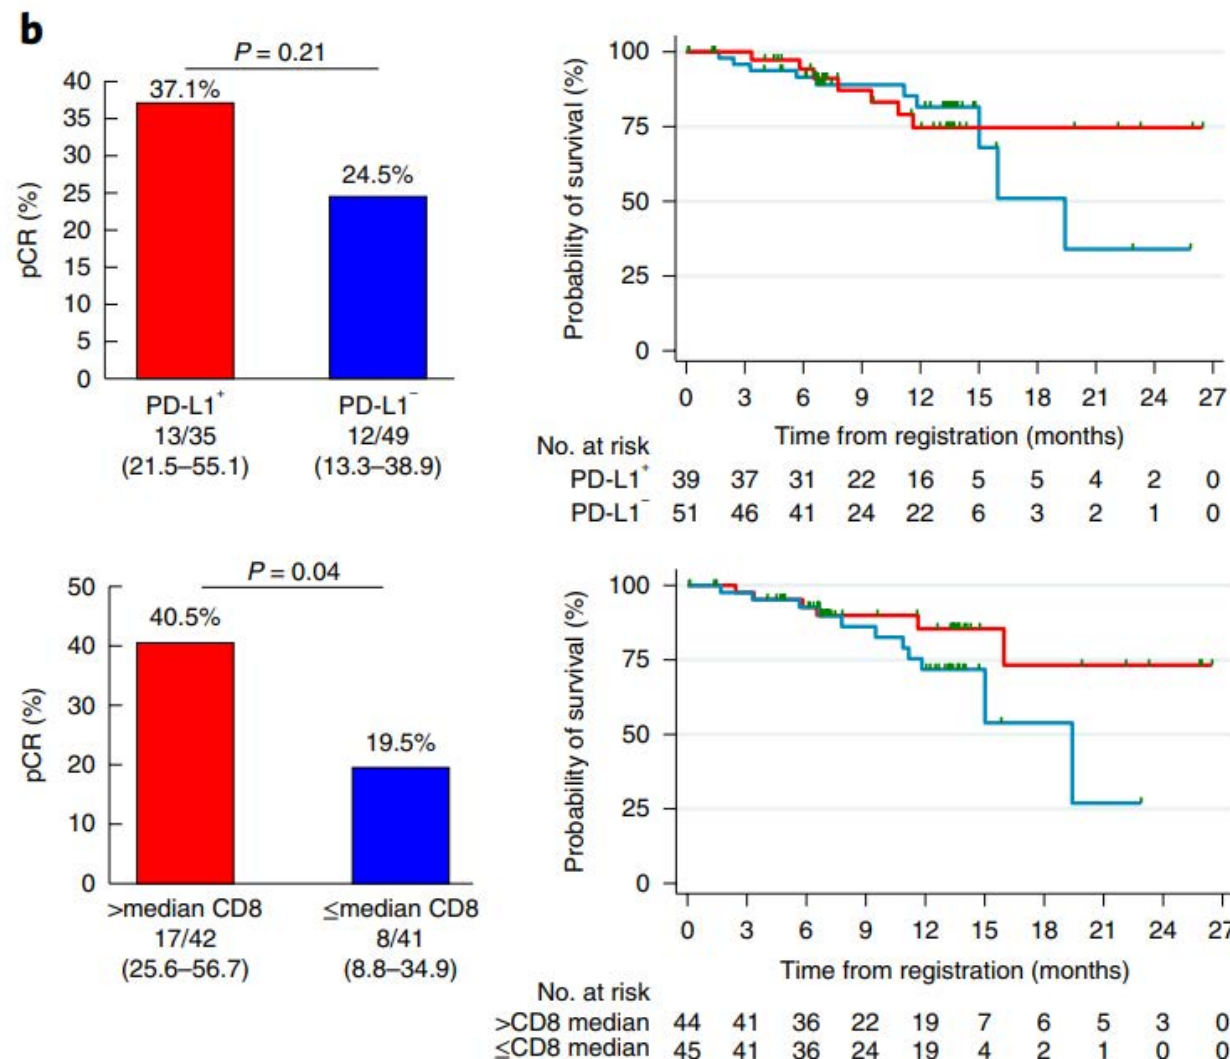 b
P = 0.21
40
35
30
25
20
15
10
5
0
pCR (%)
37.1%
24.5%
PD-L1⁺
PD-L1⁻
13/35
12/49
(21.5–55.1)
(13.3–38.9)
100
75
50
25
0
Probability of survival (%)
0 3 6 9 12 15 18 21 24 27
Time from registration (months)
No. at risk
PD-L1⁺ 39 37 31 22 16 5 5 4 2 0
PD-L1⁻ 51 46 41 24 22 6 3 2 1 0
P = 0.04
50
40
30
20
10
0
pCR (%)
40.5%
19.5%
>median CD8
≤median CD8
17/42
8/41
(25.6–56.7)
(8.8–34.9)
100
75
50
25
0
Probability of survival (%)
0 3 6 9 12 15 18 21 24 27
Time from registration (months)
No. at risk
>CD8 median 44 41 36 22 19 7 6 5 3 0
≤CD8 median 45 41 36 24 19 4 2 1 0 0